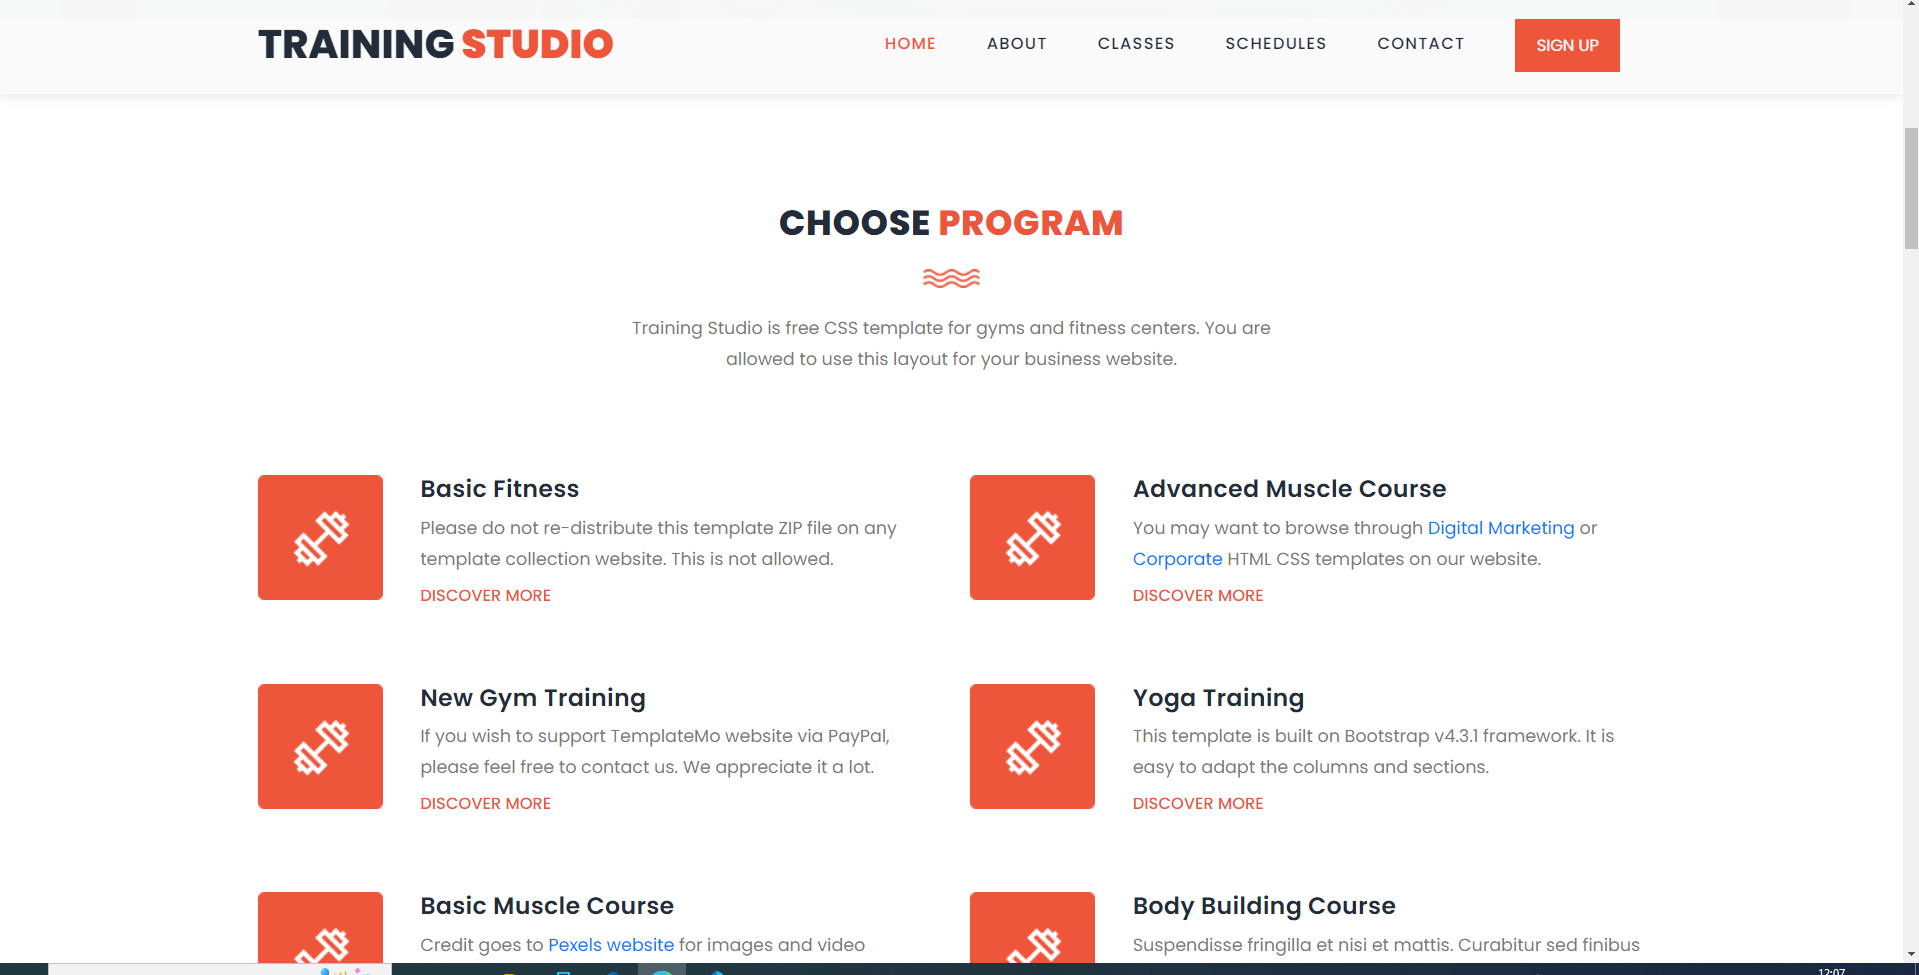 TRAINING STUDIO
HOME
ABOUT
CLASSES
SCHEDULES
CONTACT
SIGN UP
CHOOSE PROGRAM
Training Studio is free CSS template for gyms and fitness centers. You are
allowed to use this layout for your business website.
Basic Fitness
Please do not re-distribute this template ZIP file on any
template collection website. This is not allowed.
DISCOVER MORE
Advanced Muscle Course
You may want to browse through Digital Marketing or
Corporate HTML CSS templates on our website.
DISCOVER MORE
New Gym Training
If you wish to support TemplateMo website via PayPal,
please feel free to contact us. We appreciate it a lot.
DISCOVER MORE
Yoga Training
This template is built on Bootstrap v4.3.1 framework. It is
easy to adapt the columns and sections.
DISCOVER MORE
Basic Muscle Course
Credit goes to Pexels website for images and video
Body Building Course
Suspendisse fringilla et nisi et mattis. Curabitur sed finibus
12:07